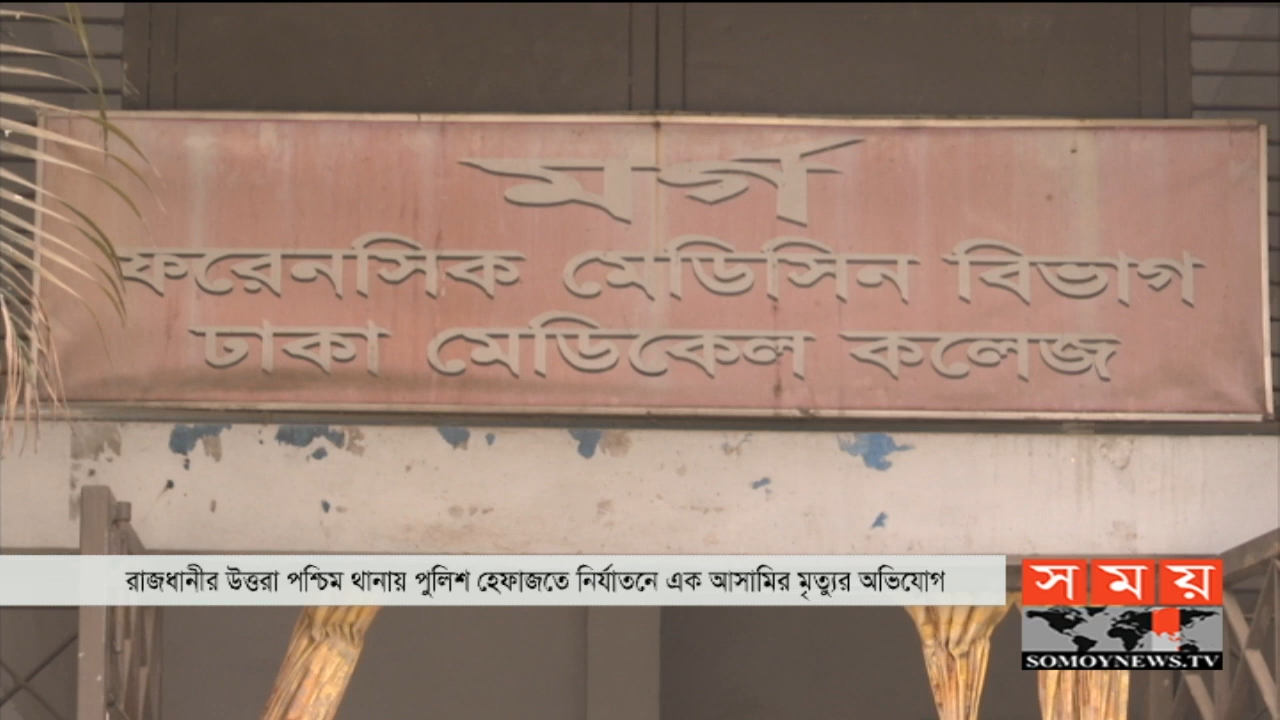 মর্গ
ফরেনসিক মেডিসিন বিভাগ
ঢাকা মেডিকেল কলেজ
রাজধানীর উত্তরা পশ্চিম থানায় পুলিশ হেফাজতে নির্যাতনে এক আসামির মৃত্যুর অভিযোগ
সময়
SOMOYNEWS.TV